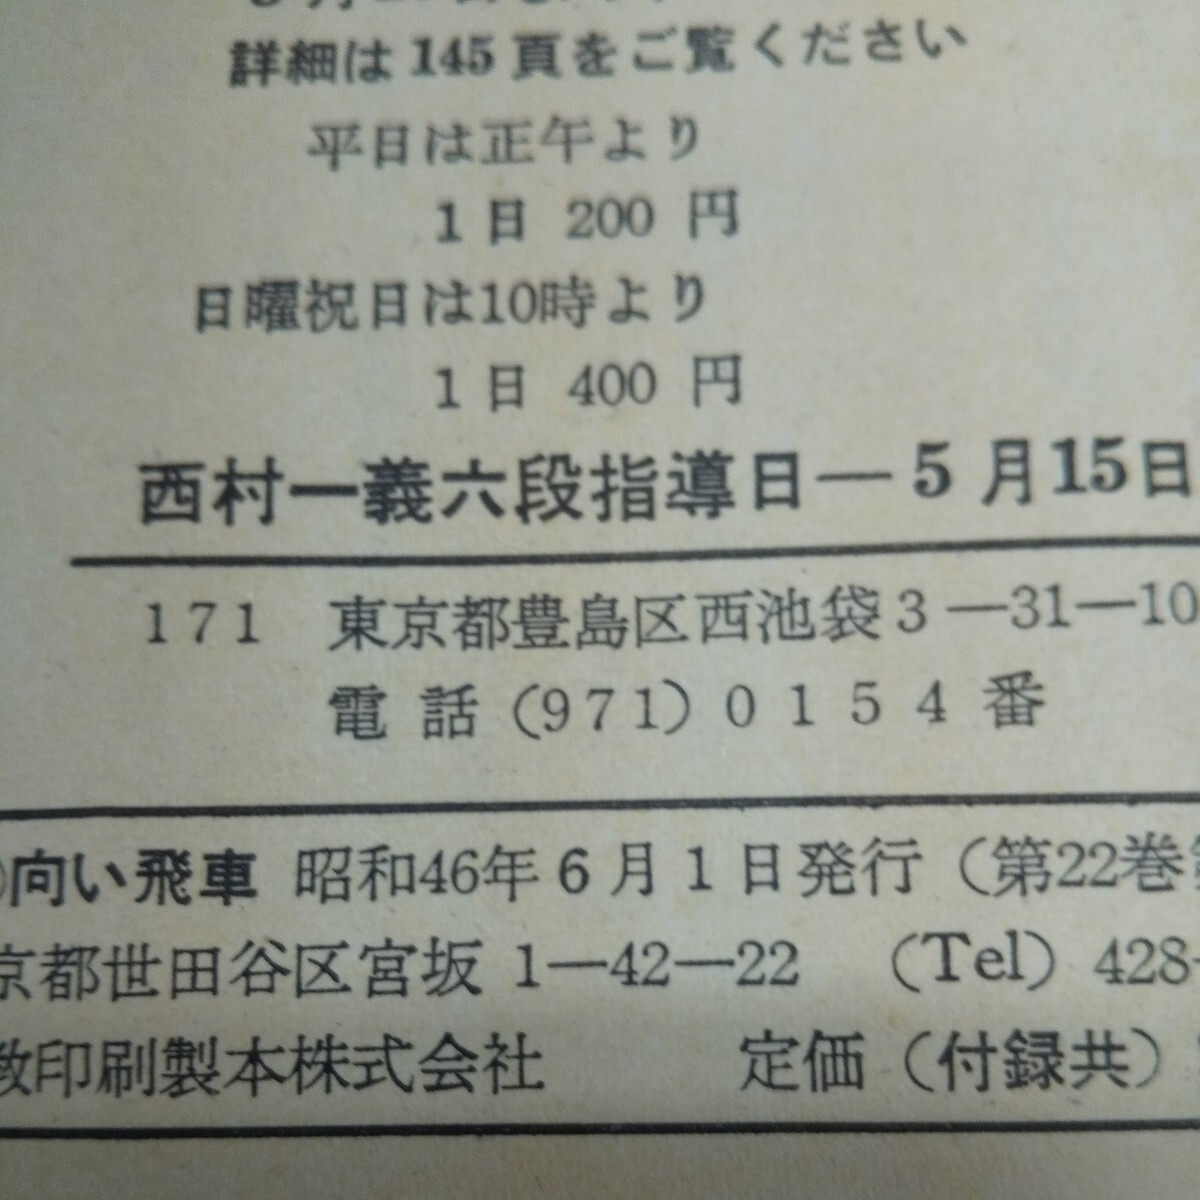 詳細は145頁をご覧ください
平日は正午より
1日 200 円
日曜祝日は10時より
1日 400 円
西村一義六段指導日―5月15日
171 東京都豊島区西池袋3―31―10
電話(971)0154番
向い飛車 昭和46年6月1日発行(第22巻
京都世田谷区宮坂1―42―22 (Tel) 428
印刷製本株式会社 定価(付録共)